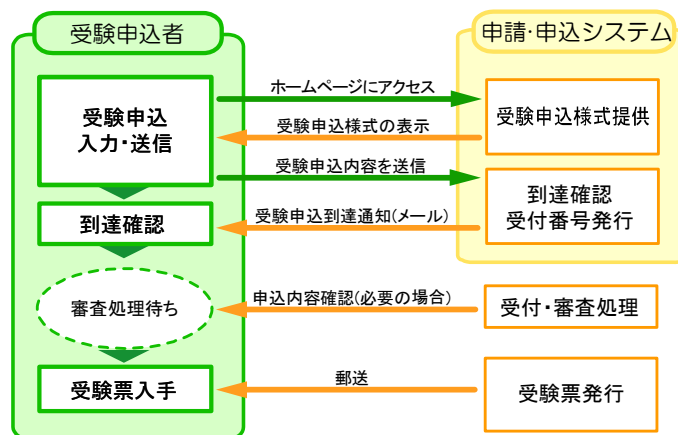 受験申込者
申請・申込システム
ホームページにアクセス
受験申込
入力・送信
受験申込様式提供
受験申込様式の表示
受験申込内容を送信
到達確認
到達確認
受付番号発行
受験申込到達通知(メール)
審査処理待ち
申込内容確認(必要の場合)
受付・審査処理
受験票入手
郵送
受験票発行